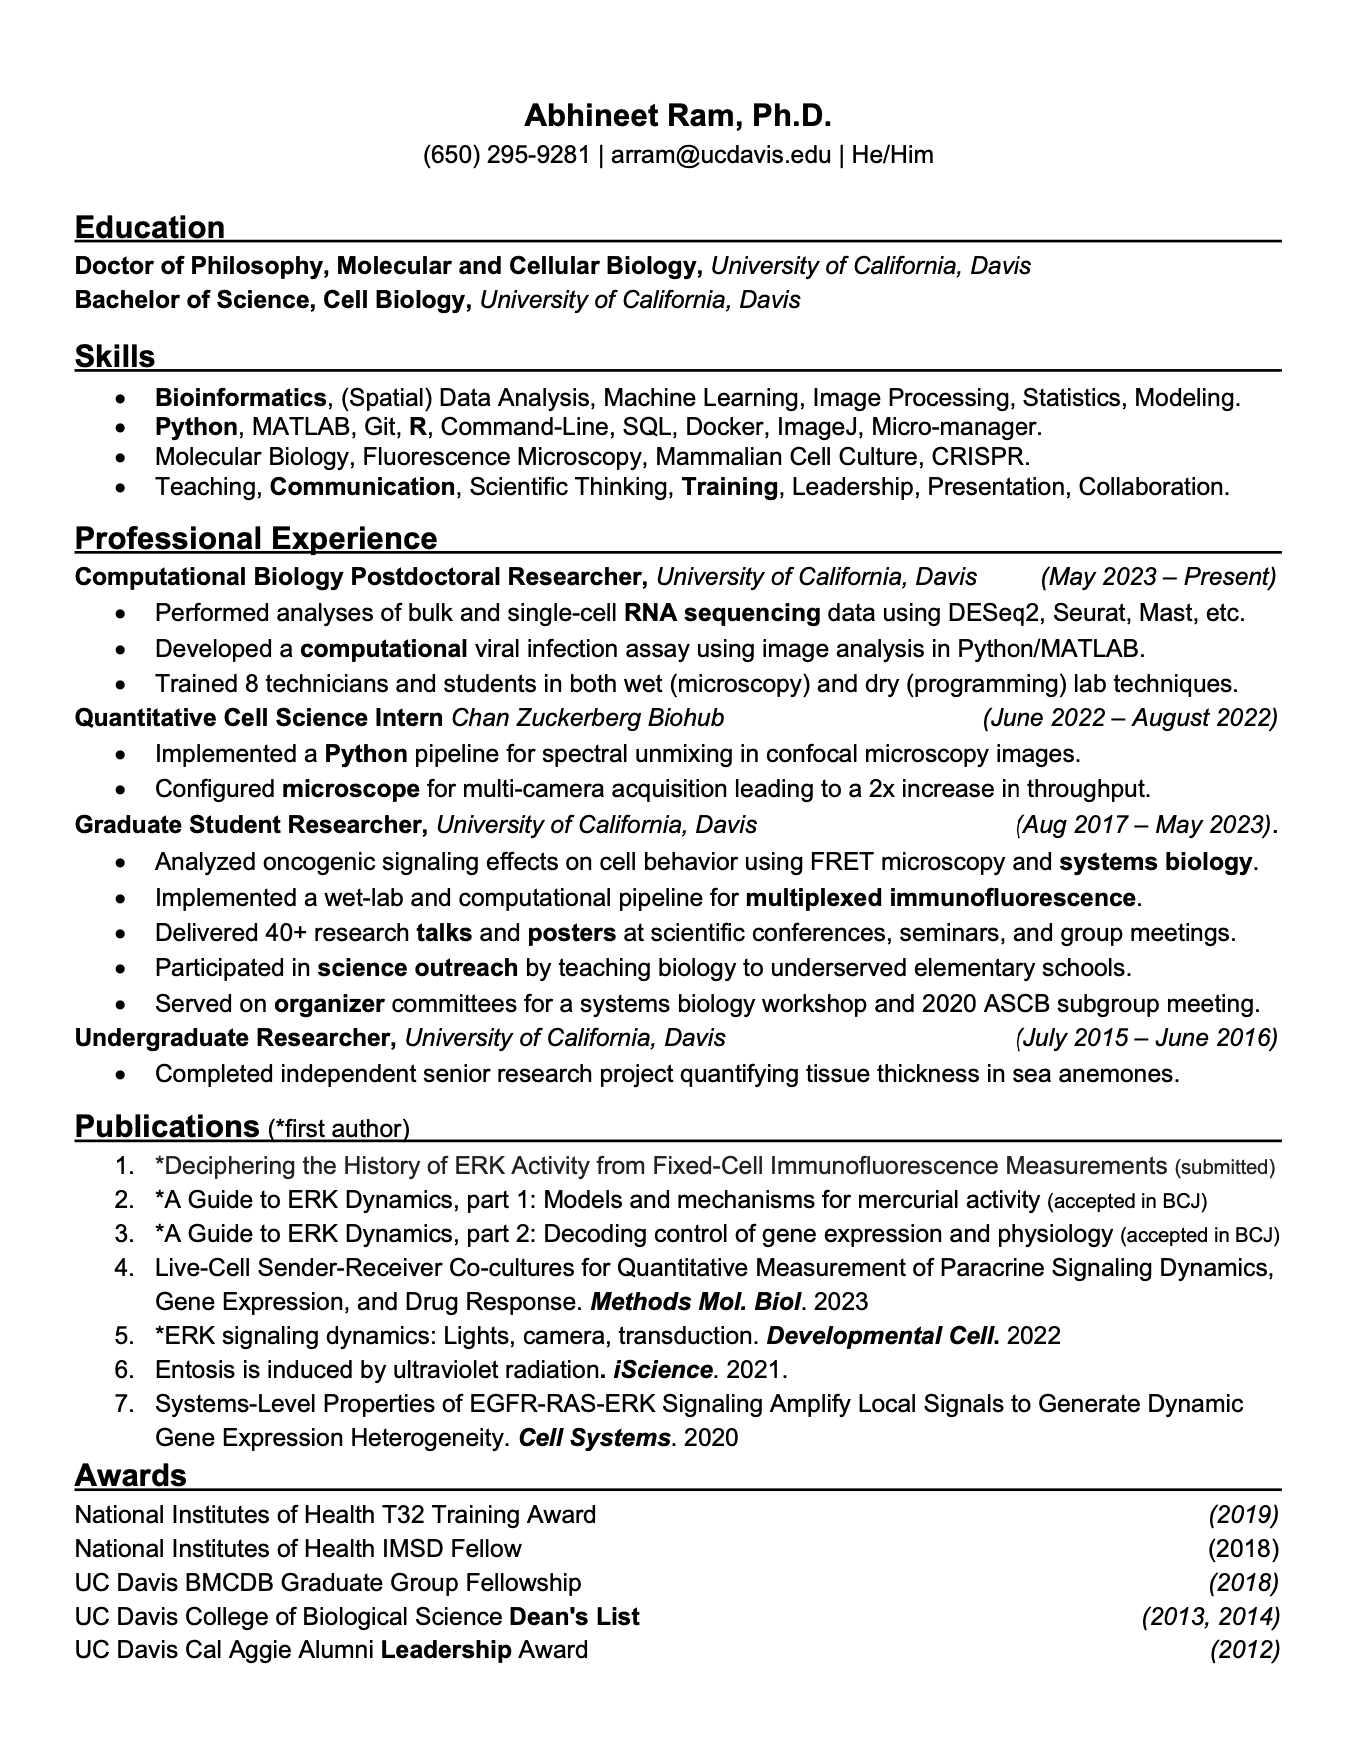 Abhineet Ram, Ph.D.
(650) 295-9281 | arram@ucdavis.edu | He/Him
Education
Doctor of Philosophy, Molecular and Cellular Biology, University of California, Davis
Bachelor of Science, Cell Biology, University of California, Davis
Skills
• Bioinformatics, (Spatial) Data Analysis, Machine Learning, Image Processing, Statistics, Modeling.
• Python, MATLAB, Git, R, Command-Line, SQL, Docker, ImageJ, Micro-manager.
• Molecular Biology, Fluorescence Microscopy, Mammalian Cell Culture, CRISPR.
• Teaching, Communication, Scientific Thinking, Training, Leadership, Presentation, Collaboration.
Professional Experience
Computational Biology Postdoctoral Researcher, University of California, Davis (May 2023 – Present)
• Performed analyses of bulk and single-cell RNA sequencing data using DESeq2, Seurat, Mast, etc.
• Developed a computational viral infection assay using image analysis in Python/MATLAB.
• Trained 8 technicians and students in both wet (microscopy) and dry (programming) lab techniques.
Quantitative Cell Science Intern Chan Zuckerberg Biohub (June 2022 – August 2022)
• Implemented a Python pipeline for spectral unmixing in confocal microscopy images.
• Configured microscope for multi-camera acquisition leading to a 2x increase in throughput.
Graduate Student Researcher, University of California, Davis (Aug 2017 – May 2023).
• Analyzed oncogenic signaling effects on cell behavior using FRET microscopy and systems biology.
• Implemented a wet-lab and computational pipeline for multiplexed immunofluorescence.
• Delivered 40+ research talks and posters at scientific conferences, seminars, and group meetings.
• Participated in science outreach by teaching biology to underserved elementary schools.
• Served on organizer committees for a systems biology workshop and 2020 ASCB subgroup meeting.
Undergraduate Researcher, University of California, Davis (July 2015 – June 2016)
• Completed independent senior research project quantifying tissue thickness in sea anemones.
Publications (*first author)
1. *Deciphering the History of ERK Activity from Fixed-Cell Immunofluorescence Measurements (submitted)
2. *A Guide to ERK Dynamics, part 1: Models and mechanisms for mercurial activity (accepted in BCJ)
3. *A Guide to ERK Dynamics, part 2: Decoding control of gene expression and physiology (accepted in BCJ)
4. Live-Cell Sender-Receiver Co-cultures for Quantitative Measurement of Paracrine Signaling Dynamics,
Gene Expression, and Drug Response. Methods Mol. Biol. 2023
5. *ERK signaling dynamics: Lights, camera, transduction. Developmental Cell. 2022
6. Entosis is induced by ultraviolet radiation. iScience. 2021.
7. Systems-Level Properties of EGFR-RAS-ERK Signaling Amplify Local Signals to Generate Dynamic
Gene Expression Heterogeneity. Cell Systems. 2020
Awards
National Institutes of Health T32 Training Award (2019)
National Institutes of Health IMSD Fellow (2018)
UC Davis BMCDB Graduate Group Fellowship (2018)
UC Davis College of Biological Science Dean's List (2013, 2014)
UC Davis Cal Aggie Alumni Leadership Award (2012)